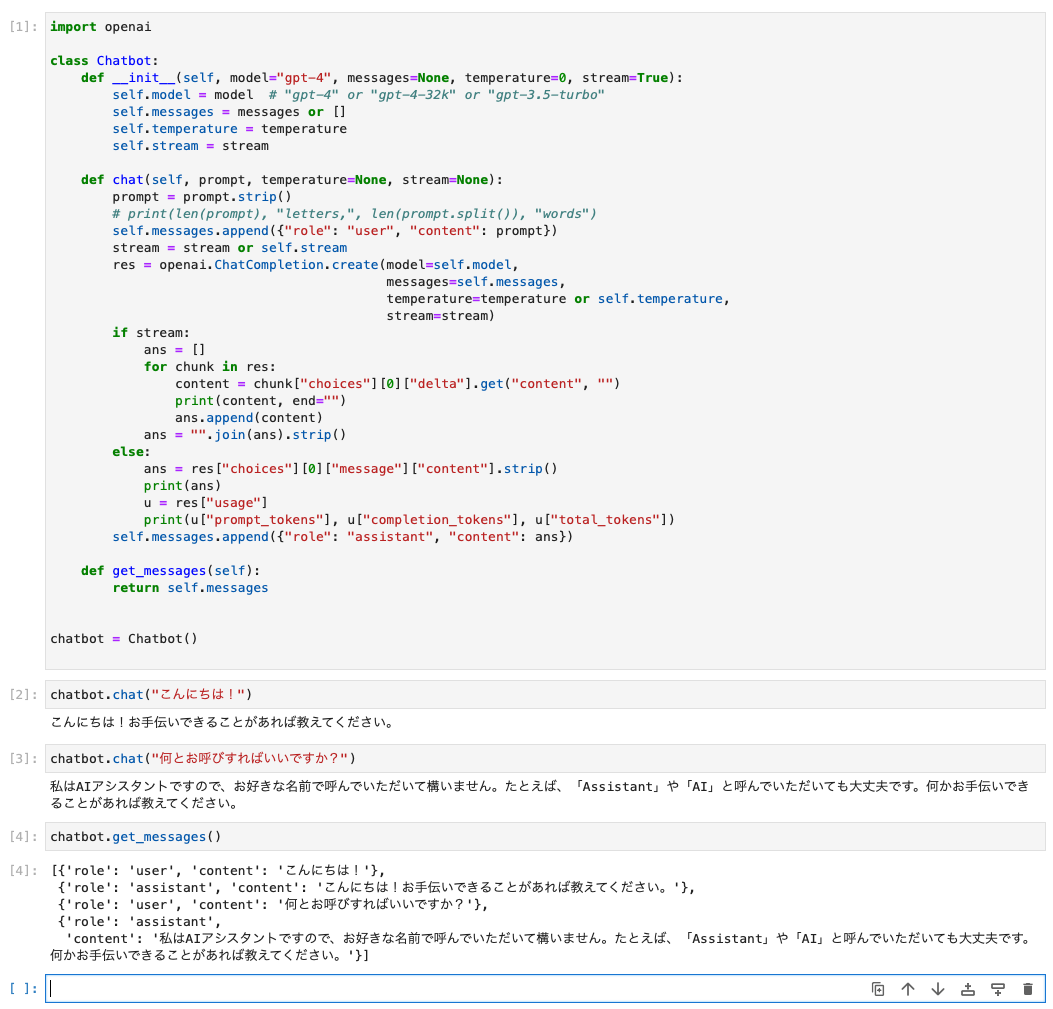 [1]: import openai
class Chatbot:
    def __init__(self, model="gpt-4", messages=None, temperature=0, stream=True):
        self.model = model  # "gpt-4" or "gpt-4-32k" or "gpt-3.5-turbo"
        self.messages = messages or []
        self.temperature = temperature
        self.stream = stream
    def chat(self, prompt, temperature=None, stream=None):
        prompt = prompt.strip()
        # print(len(prompt), "letters,", len(prompt.split()), "words")
        self.messages.append({"role": "user", "content": prompt})
        stream = stream or self.stream
        res = openai.ChatCompletion.create(model=self.model,
                                           messages=self.messages,
                                           temperature=temperature or self.temperature,
                                           stream=stream)
        if stream:
            ans = []
            for chunk in res:
                content = chunk["choices"][0]["delta"].get("content", "")
                print(content, end="")
                ans.append(content)
            ans = "".join(ans).strip()
        else:
            ans = res["choices"][0]["message"]["content"].strip()
            print(ans)
            u = res["usage"]
            print(u["prompt_tokens"], u["completion_tokens"], u["total_tokens"])
        self.messages.append({"role": "assistant", "content": ans})
    def get_messages(self):
        return self.messages
chatbot = Chatbot()
[2]: chatbot.chat("こんにちは！")
こんにちは！お手伝いできることがあれば教えてください。
[3]: chatbot.chat("何とお呼びすればいいですか？")
私はAIアシスタントですので、お好きな名前で呼んでいただいて構いません。たとえば、「Assistant」や「AI」と呼んでいただいても大丈夫です。何かお手伝いでき
ることがあれば教えてください。
[4]: chatbot.get_messages()
[4]: [{'role': 'user', 'content': 'こんにちは！'},
 {'role': 'assistant', 'content': 'こんにちは！お手伝いできることがあれば教えてください。'},
 {'role': 'user', 'content': '何とお呼びすればいいですか？'},
 {'role': 'assistant',
  'content': '私はAIアシスタントですので、お好きな名前で呼んでいただいて構いません。たとえば、「Assistant」や「AI」と呼んでいただいても大丈夫です。
何かお手伝いできることがあれば教えてください。'}]
[ ]: